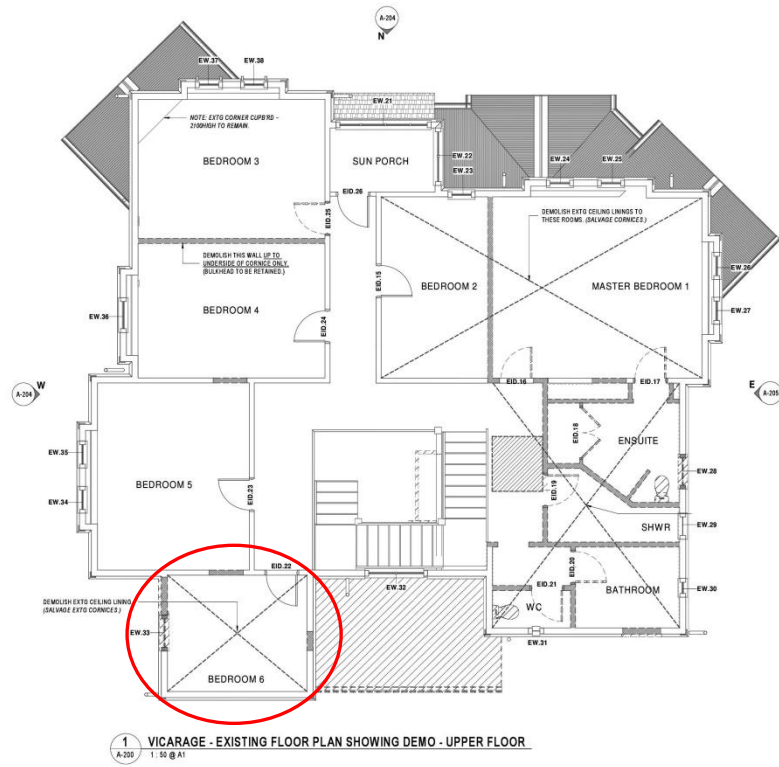 A-204
N
EW.37
EW.38
EW.21
NOTE: EXTG CORNER CUPB'RD ~
2100HIGH TO REMAIN.
BEDROOM 3
SUN PORCH
EW.22
EW.23
EW.24
EW.25
EID.26
EID.25
DEMOLISH EXTG CEILING LININGS TO
THESE ROOMS. (SALVAGE CORNICES.)
DEMOLISH THIS WALL UP TO
UNDERSIDE OF CORNICE ONLY.
(BULKHEAD TO BE RETAINED.)
EID.15
EW.26
BEDROOM 2
MASTER BEDROOM 1
BEDROOM 4
EW.36
EID.24
EW.27
EID.16
EID.17
W
A-204
E
A-205
EID.18
ENSUITE
EW.35
EW.28
BEDROOM 5
EID.23
EID.19
EW.34
SHWR
EW.29
EID.22
EID.20
EW.32
EID.21
BATHROOM
EW.30
DEMOLISH EXTG CEILING LINING
(SALVAGE EXTG CORNICES.)
WC
EW.33
EW.31
BEDROOM 6
1
A-200
VICARAGE - EXISTING FLOOR PLAN SHOWING DEMO - UPPER FLOOR
1 : 50 @ A1